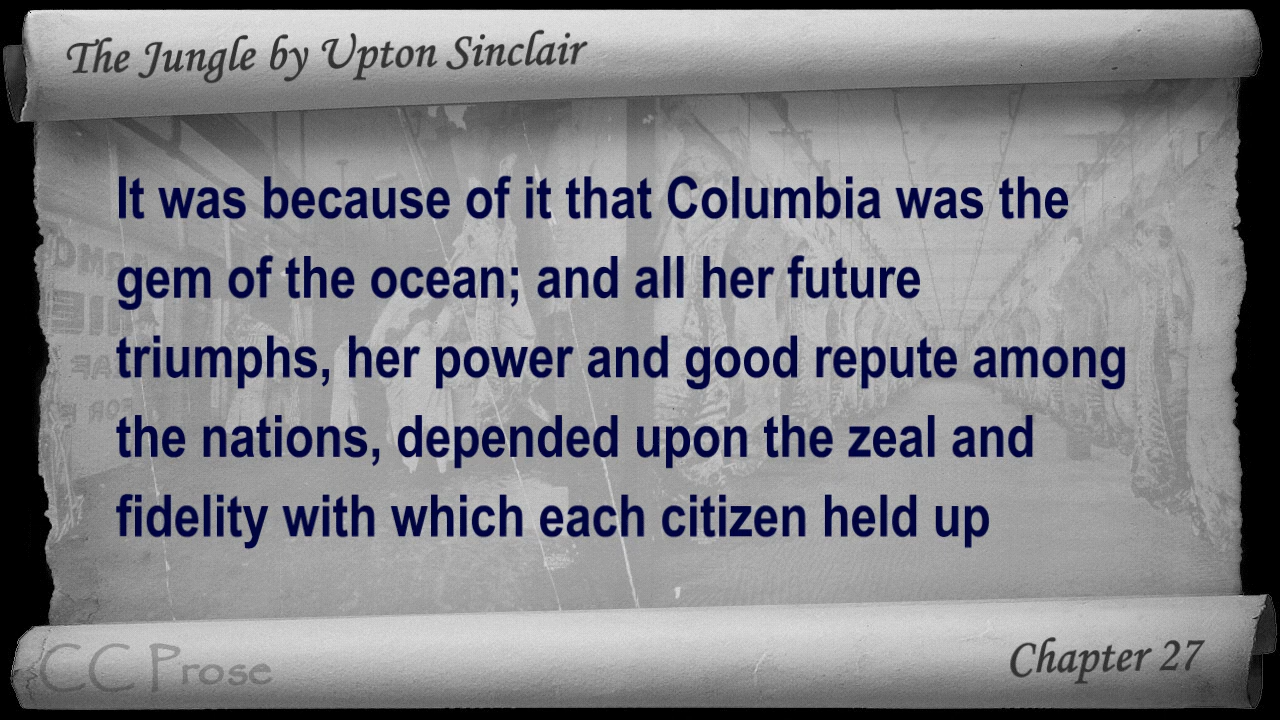 The Jungle by Upton Sinclair
It was because of it that Columbia was the
gem of the ocean; and all her future
triumphs, her power and good repute among
the nations, depended upon the zeal and
fidelity with which each citizen held up
CC Prose
Chapter 27